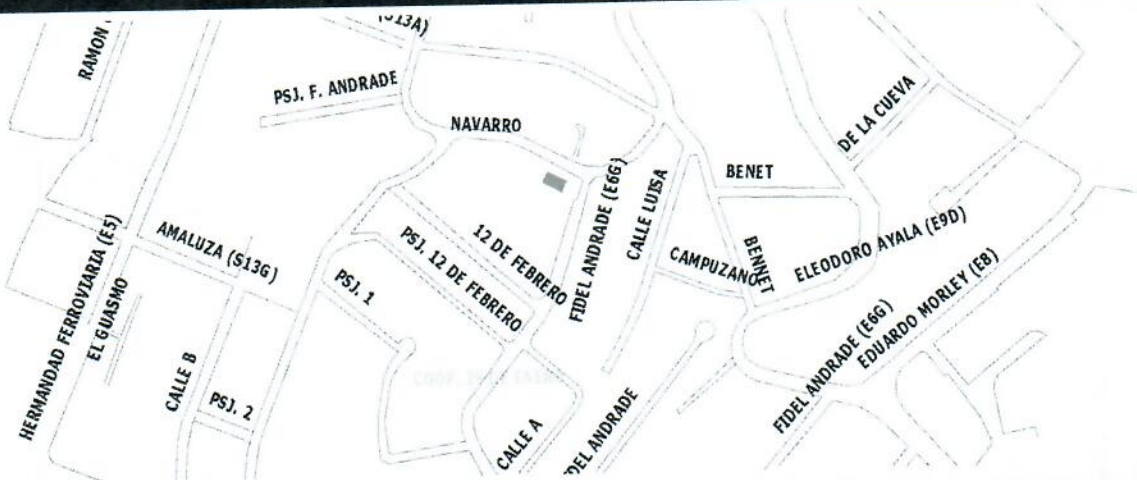 (S13A)
RAMON
PSJ. F. ANDRADE
NAVARRO
DE LA CUEVA
BENET
FIDEL ANDRADE (E6G)
CALLE LUISA
HERMANDAD FERROVIARIA (E5)
EL GUASMO
AMALUZA (S13G)
12 DE FEBRERO
PSJ. 12 DE FEBRERO
PSJ. 1
CAMPUZANO
BENNET
ELEODORO AYALA (E9D)
EDUARDO MORLEY (E8)
FIDEL ANDRADE (E6G)
CALLE B
PSJ. 2
CALLE A
DEL ANDRADE
COOP.